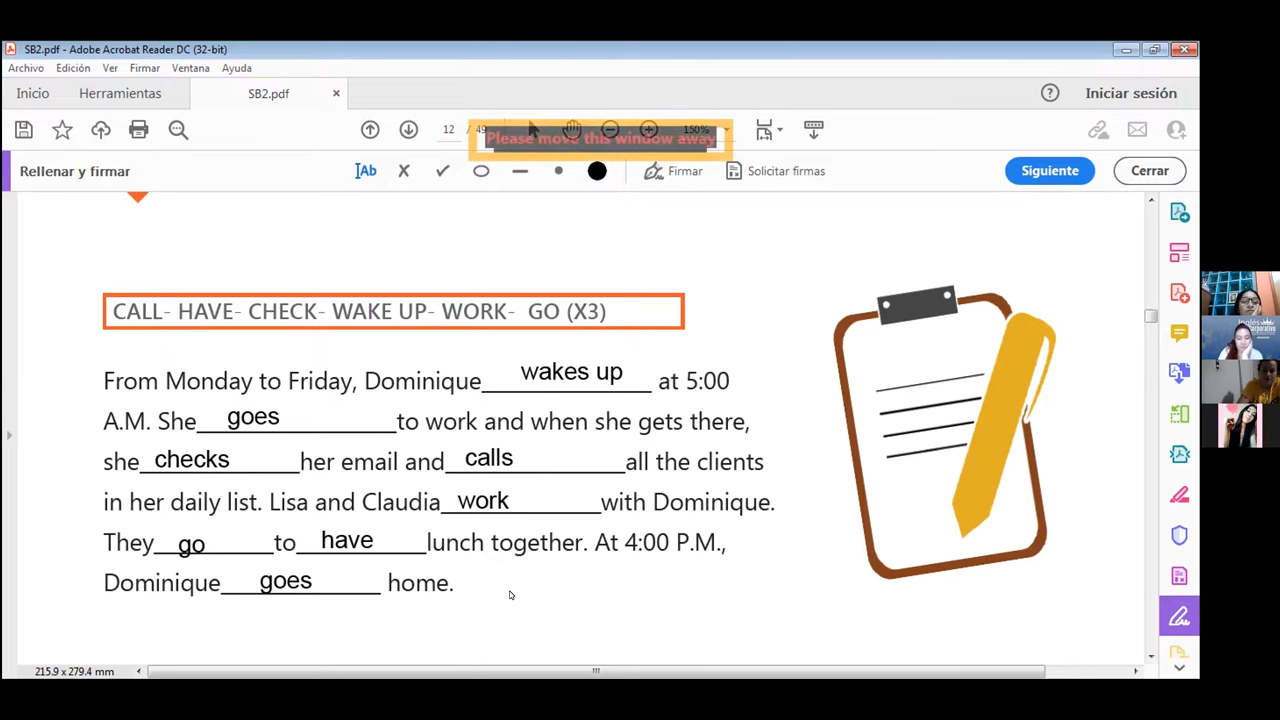 SB2.pdf - Adobe Acrobat Reader DC (32-bit)
Archivo Edición Ver Firmar Ventana Ayuda
Inicio Herramientas SB2.pdf × Iniciar sesión
12 / 49 150%
Please move this window away
Rellenar y firmar Ab Firmar Solicitar firmas Siguiente Cerrar
CALL- HAVE- CHECK- WAKE UP- WORK- GO (X3)
From Monday to Friday, Dominique wakes up at 5:00
A.M. She goes to work and when she gets there,
she checks her email and calls all the clients
in her daily list. Lisa and Claudia work with Dominique.
They go to have lunch together. At 4:00 P.M.,
Dominique goes home.
215.9 x 279.4 mm
Inglés
Corporativo